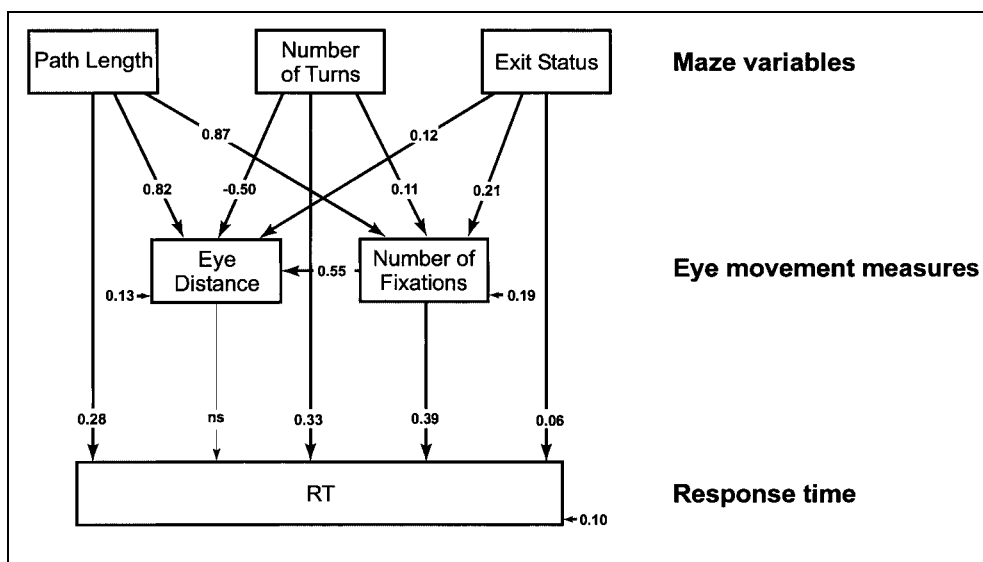 Path Length
Number
of Turns
Exit Status
Maze variables
0.87
0.12
0.82
-0.50
0.11
0.21
Eye
Distance
0.55
Number of
Fixations
Eye movement measures
0.13
0.19
0.28
ns
0.33
0.39
0.06
RT
Response time
0.10